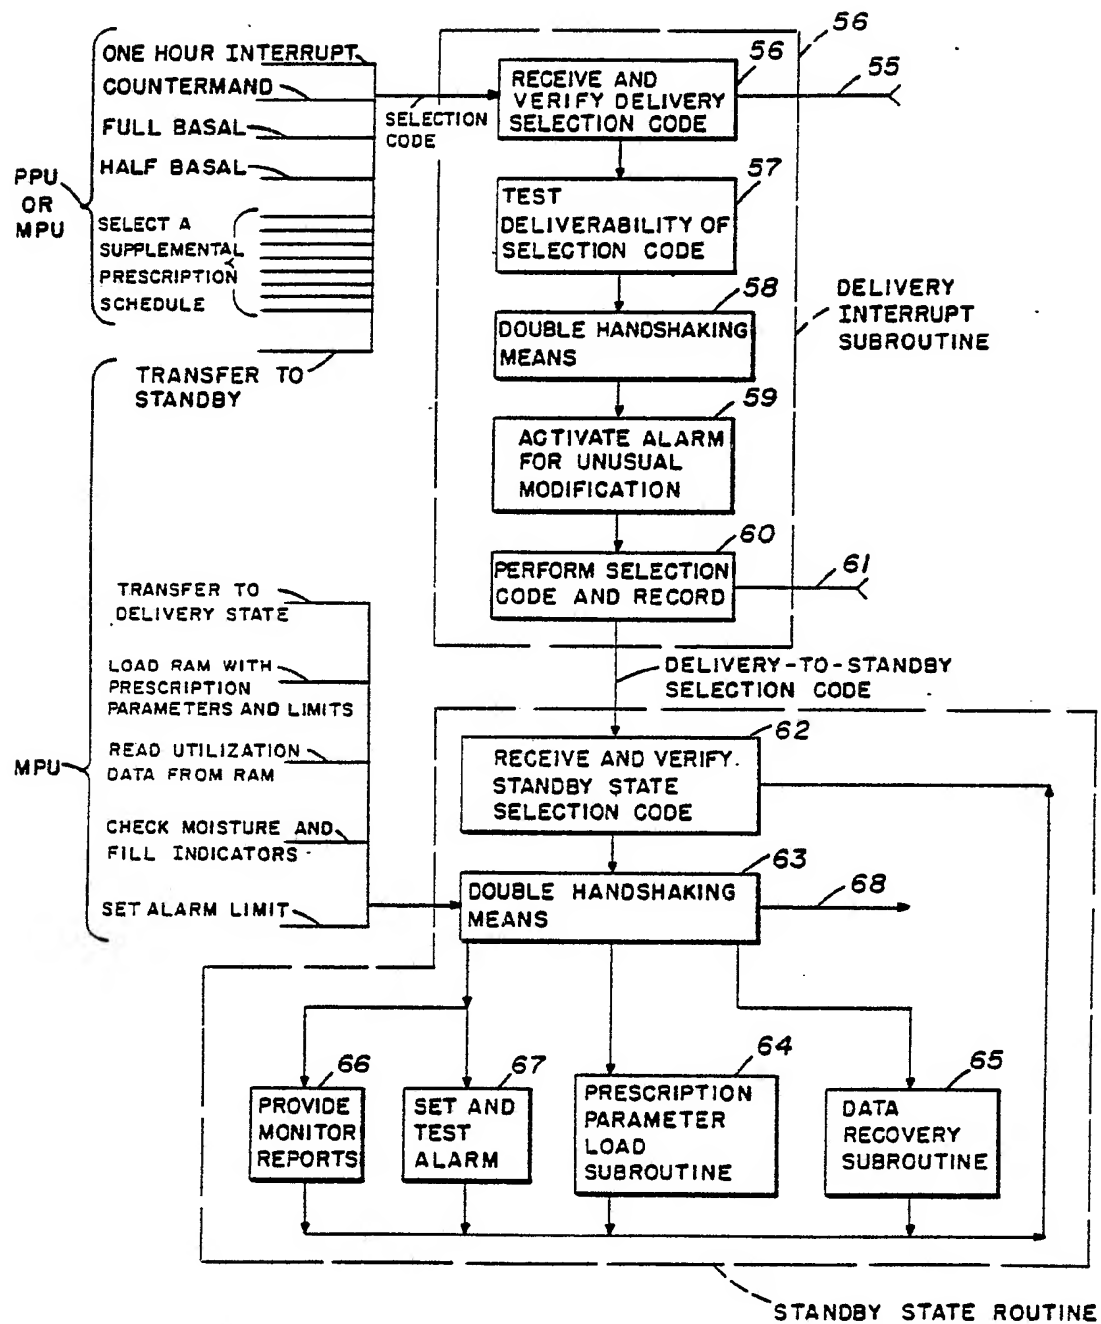 ONE HOUR INTERRUPT
COUNTERMAND
FULL BASAL
HALF BASAL
PPU
OR
MPU
SELECT A
SUPPLEMENTAL
PRESCRIPTION
SCHEDULE
TRANSFER TO
STANDBY
SELECTION
CODE
56
56
RECEIVE AND
VERIFY DELIVERY
SELECTION CODE
55
57
TEST
DELIVERABILITY OF
SELECTION CODE
58
DOUBLE HANDSHAKING
MEANS
DELIVERY
INTERRUPT
SUBROUTINE
59
ACTIVATE ALARM
FOR UNUSUAL
MODIFICATION
60
PERFORM SELECTION
CODE AND RECORD
61
DELIVERY-TO-STANDBY
SELECTION CODE
MPU
TRANSFER TO
DELIVERY STATE
LOAD RAM WITH
PRESCRIPTION
PARAMETERS AND LIMITS
READ UTILIZATION
DATA FROM RAM
CHECK MOISTURE AND
FILL INDICATORS
SET ALARM LIMIT
62
RECEIVE AND VERIFY.
STANDBY STATE
SELECTION CODE
63
DOUBLE HANDSHAKING
MEANS
68
66
PROVIDE
MONITOR
REPORTS
67
SET AND
TEST
ALARM
64
PRESCRIPTION
PARAMETER
LOAD
SUBROUTINE
65
DATA
RECOVERY
SUBROUTINE
STANDBY STATE ROUTINE